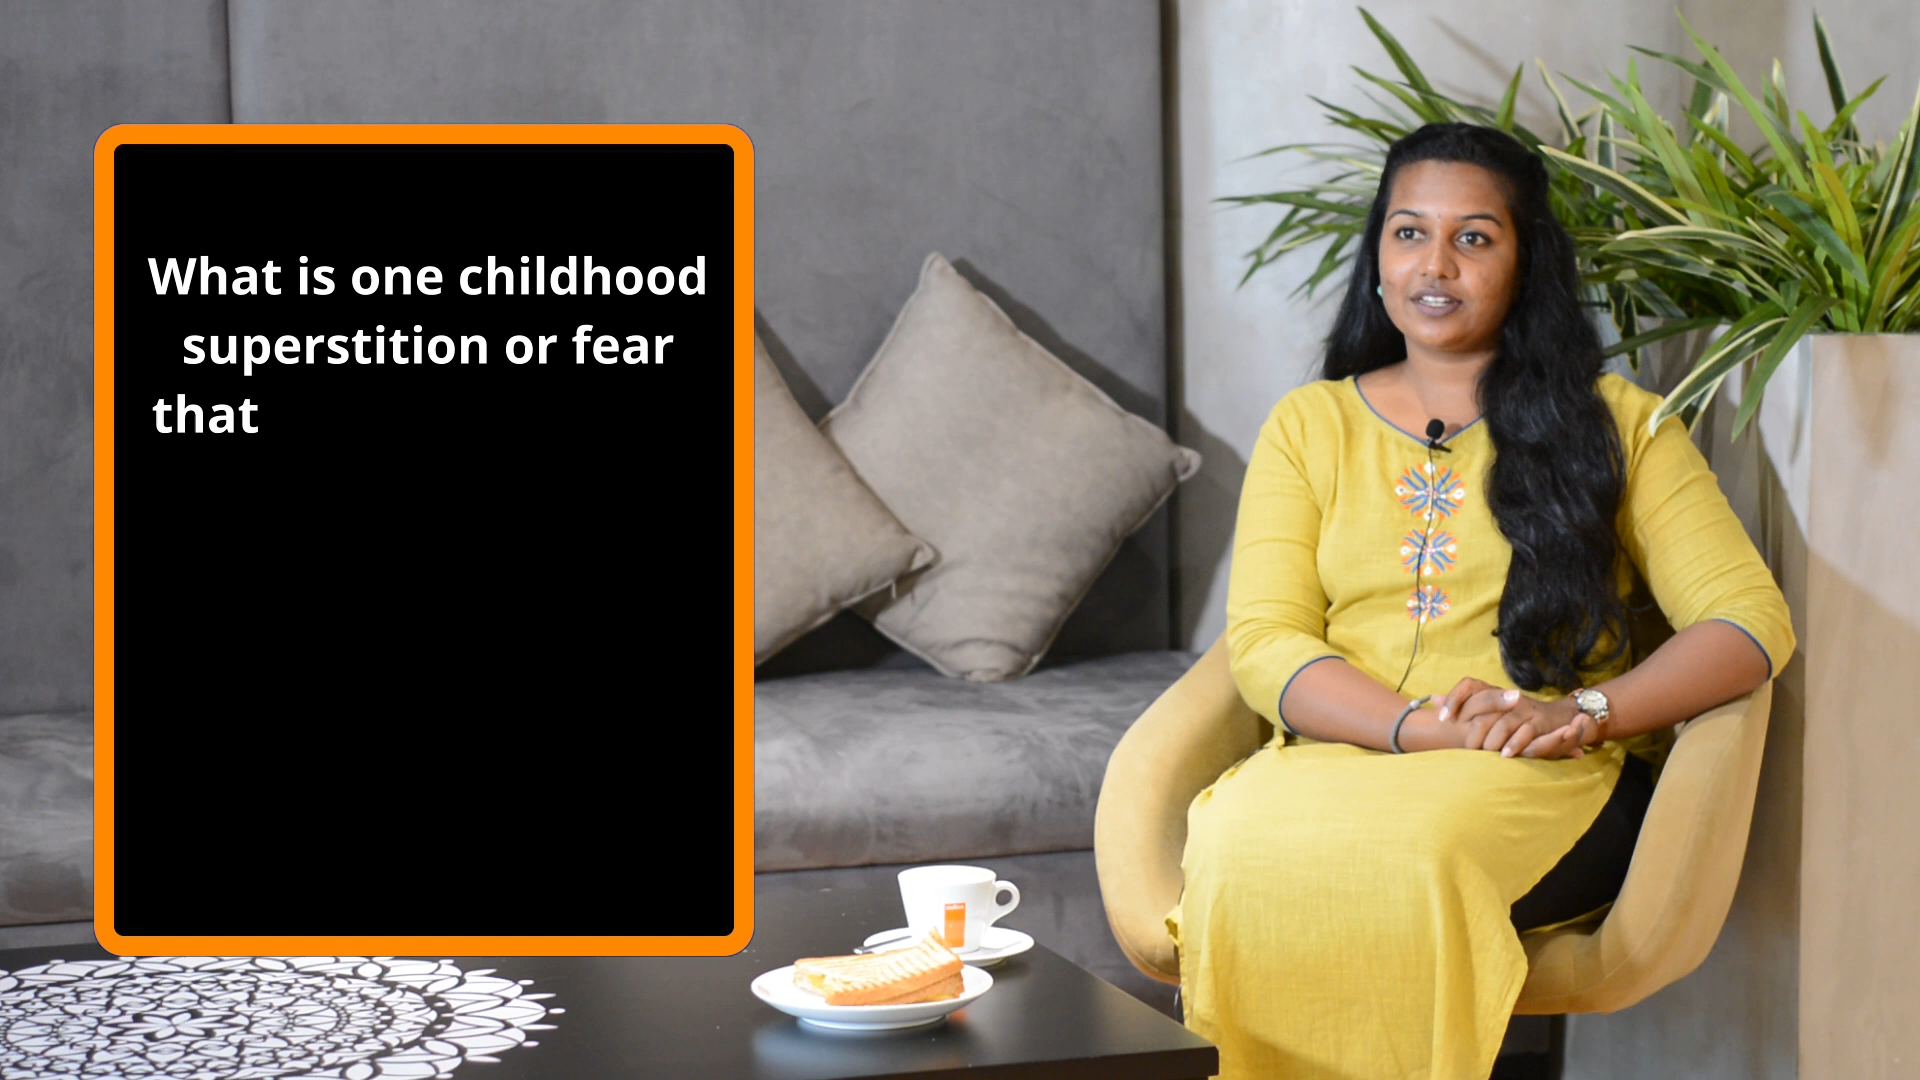 What is one childhood
superstition or fear
that